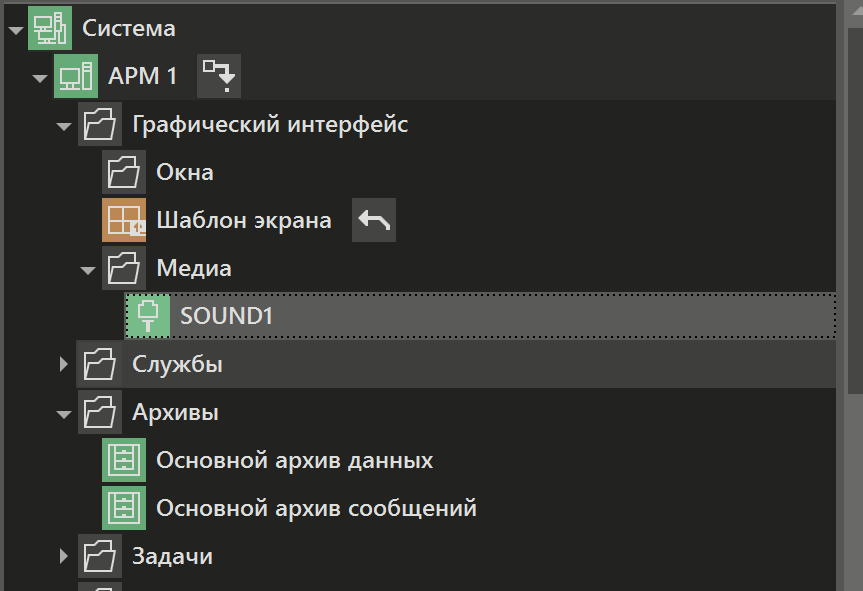 Система
АРМ 1
Графический интерфейс
Окна
Шаблон экрана
Медиа
SOUND1
Службы
Архивы
Основной архив данных
Основной архив сообщений
Задачи